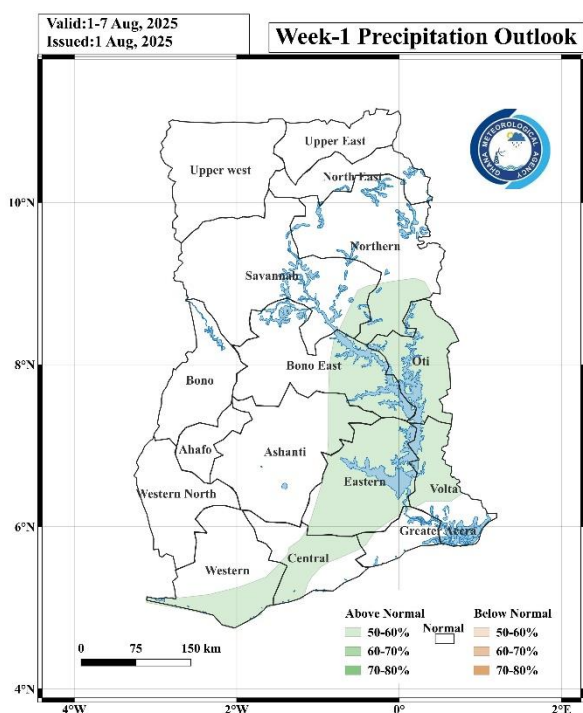 Valid:1-7 Aug, 2025
Issued:1 Aug, 2025
Week-1 Precipitation Outlook
GHANA METEOROLOGICAL
AGENCY
Upper East
Upper west
North East
10°N
Northern
Savannah
8°N
Oti
Bono East
Bono
Ahafo
Ashanti
Western North
Eastern
Volta
6°N
Greater Accra
Central
Western
Above Normal
Normal
Below Normal
50-60%
50-60%
60-70%
60-70%
70-80%
70-80%
0 75 150 km
4°N
4°W 2°W 0° 2°E